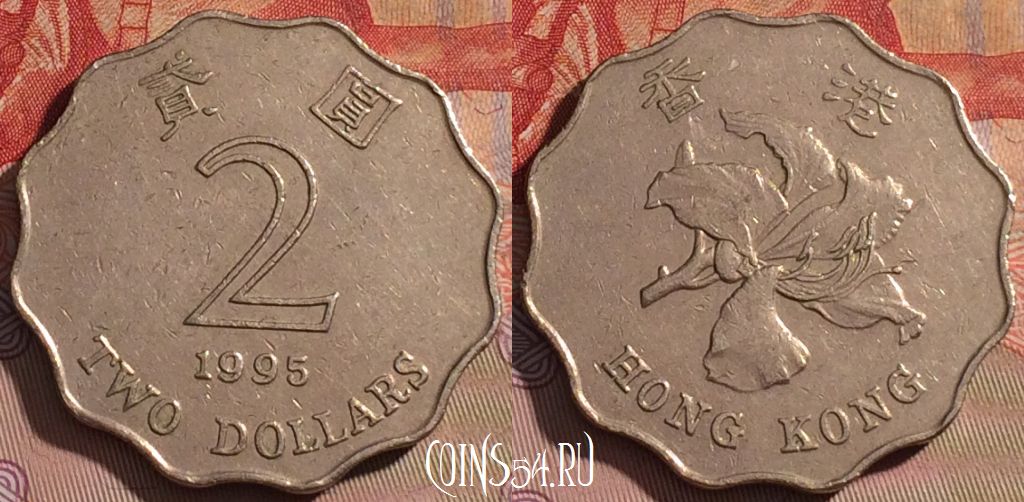 貳 圓
2
1995
TWO DOLLARS
香 港
HONG KONG
COINS54.RU